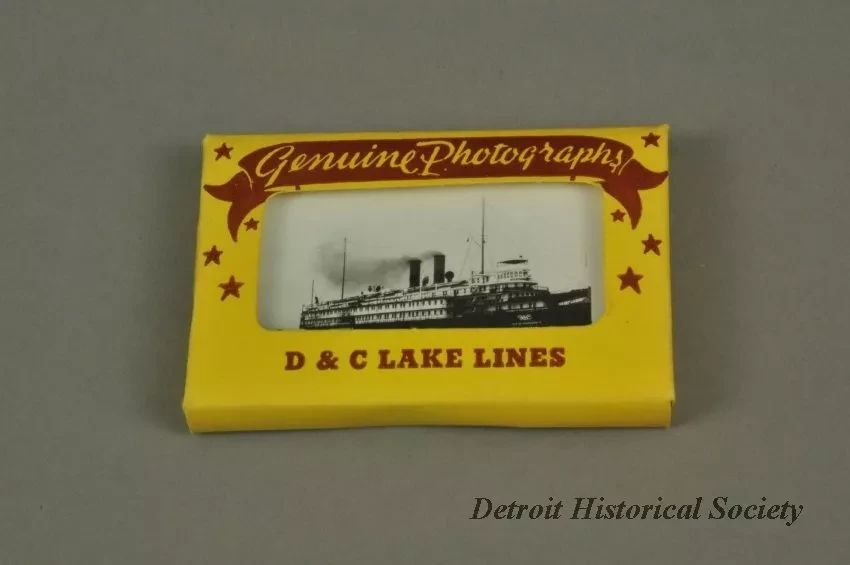 Genuine Photographs
D & C LAKE LINES
Detroit Historical Society